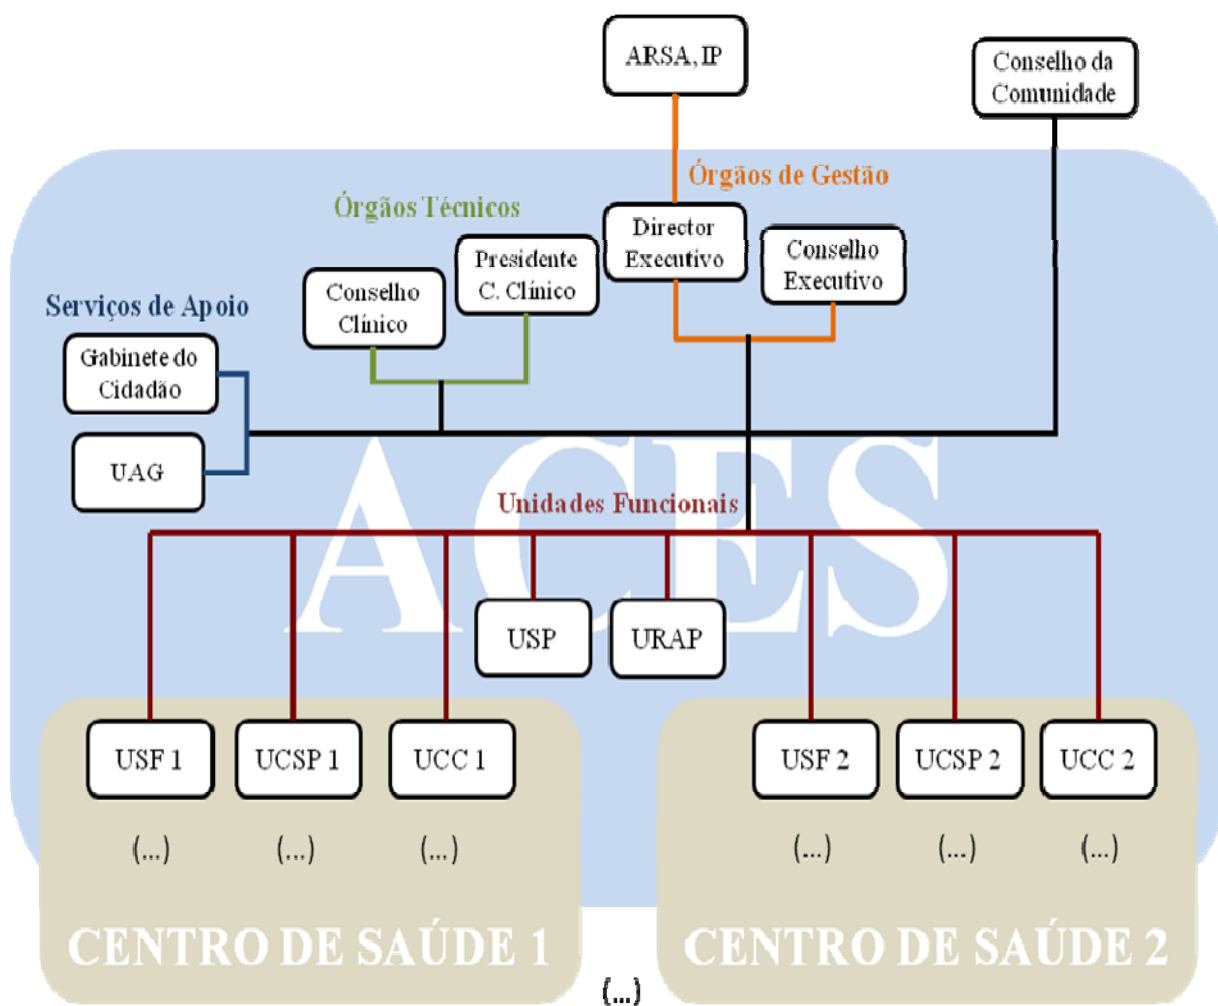 ARSA, IP
Conselho da
Comunidade
Órgãos de Gestão
Órgãos Técnicos
Director
Executivo
Conselho
Executivo
Presidente
C. Clínico
Conselho
Clínico
Serviços de Apoio
Gabinete do
Cidadão
UAG
ACES
Unidades Funcionais
USP
URAP
USF 1
UCSP 1
UCC 1
USF 2
UCSP 2
UCC 2
(...)
(...)
(...)
(...)
(...)
(...)
CENTRO DE SAÚDE 1
CENTRO DE SAÚDE 2
(...)